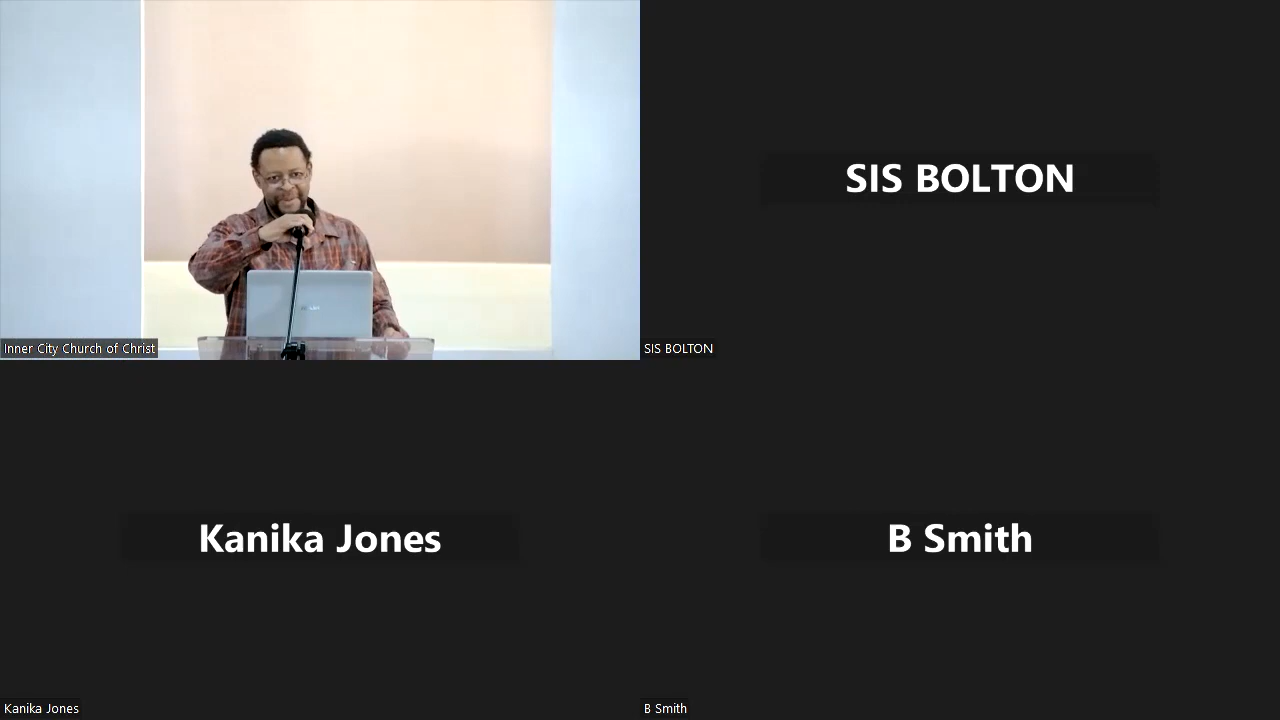 SIS BOLTON
Inner City Church of Christ
SIS BOLTON
Kanika Jones
B Smith
Kanika Jones
B Smith